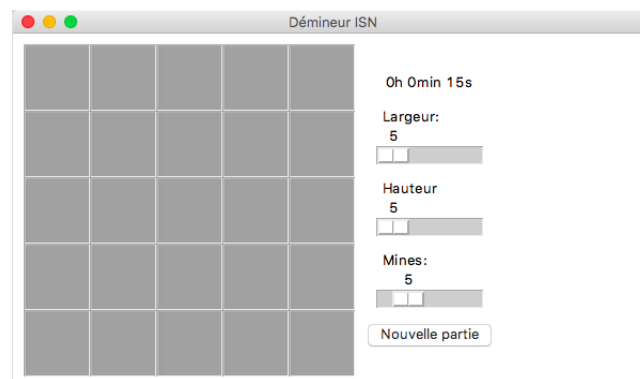 Démineur ISN
0h 0min 15s
Largeur:
5
Hauteur
5
Mines:
5
Nouvelle partie